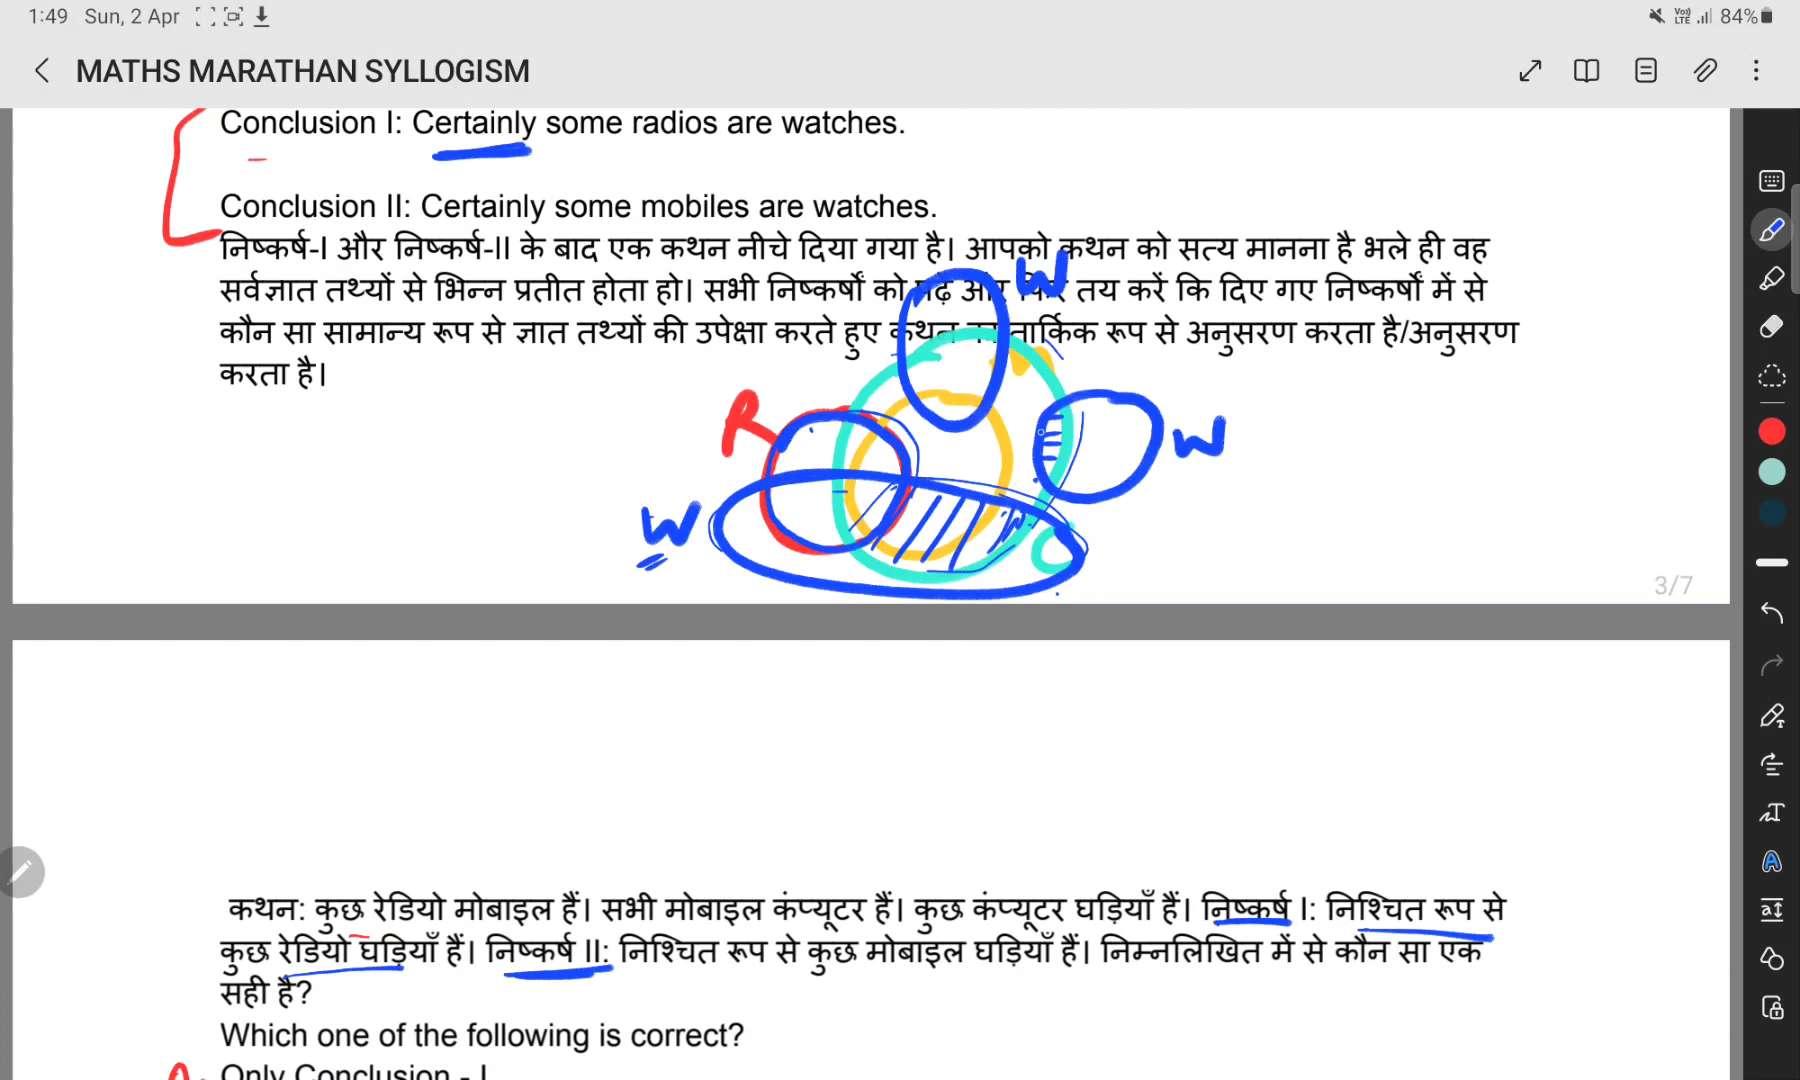 1:49 Sun, 2 Apr
84%
MATHS MARATHAN SYLLOGISM
Conclusion I: Certainly some radios are watches.
Conclusion II: Certainly some mobiles are watches.
निष्कर्ष-I और निष्कर्ष-II के बाद एक कथन नीचे दिया गया है। आपको कथन को सत्य मानना है भले ही वह
सर्वज्ञात तथ्यों से भिन्न प्रतीत होता हो। सभी निष्कर्षों को तय करें कि दिए गए निष्कर्षों में से
कौन सा सामान्य रूप से ज्ञात तथ्यों की उपेक्षा करते हुए तार्किक रूप से अनुसरण करता है/अनुसरण
करता है।
W
R
W
W
C
3/7
कथन: कुछ रेडियो मोबाइल हैं। सभी मोबाइल कंप्यूटर हैं। कुछ कंप्यूटर घड़ियाँ हैं। निष्कर्ष I: निश्चित रूप से
कुछ रेडियो घड़ियाँ हैं। निष्कर्ष II: निश्चित रूप से कुछ मोबाइल घड़ियाँ हैं। निम्नलिखित में से कौन सा एक
सही है?
Which one of the following is correct?
Only Conclusion - I